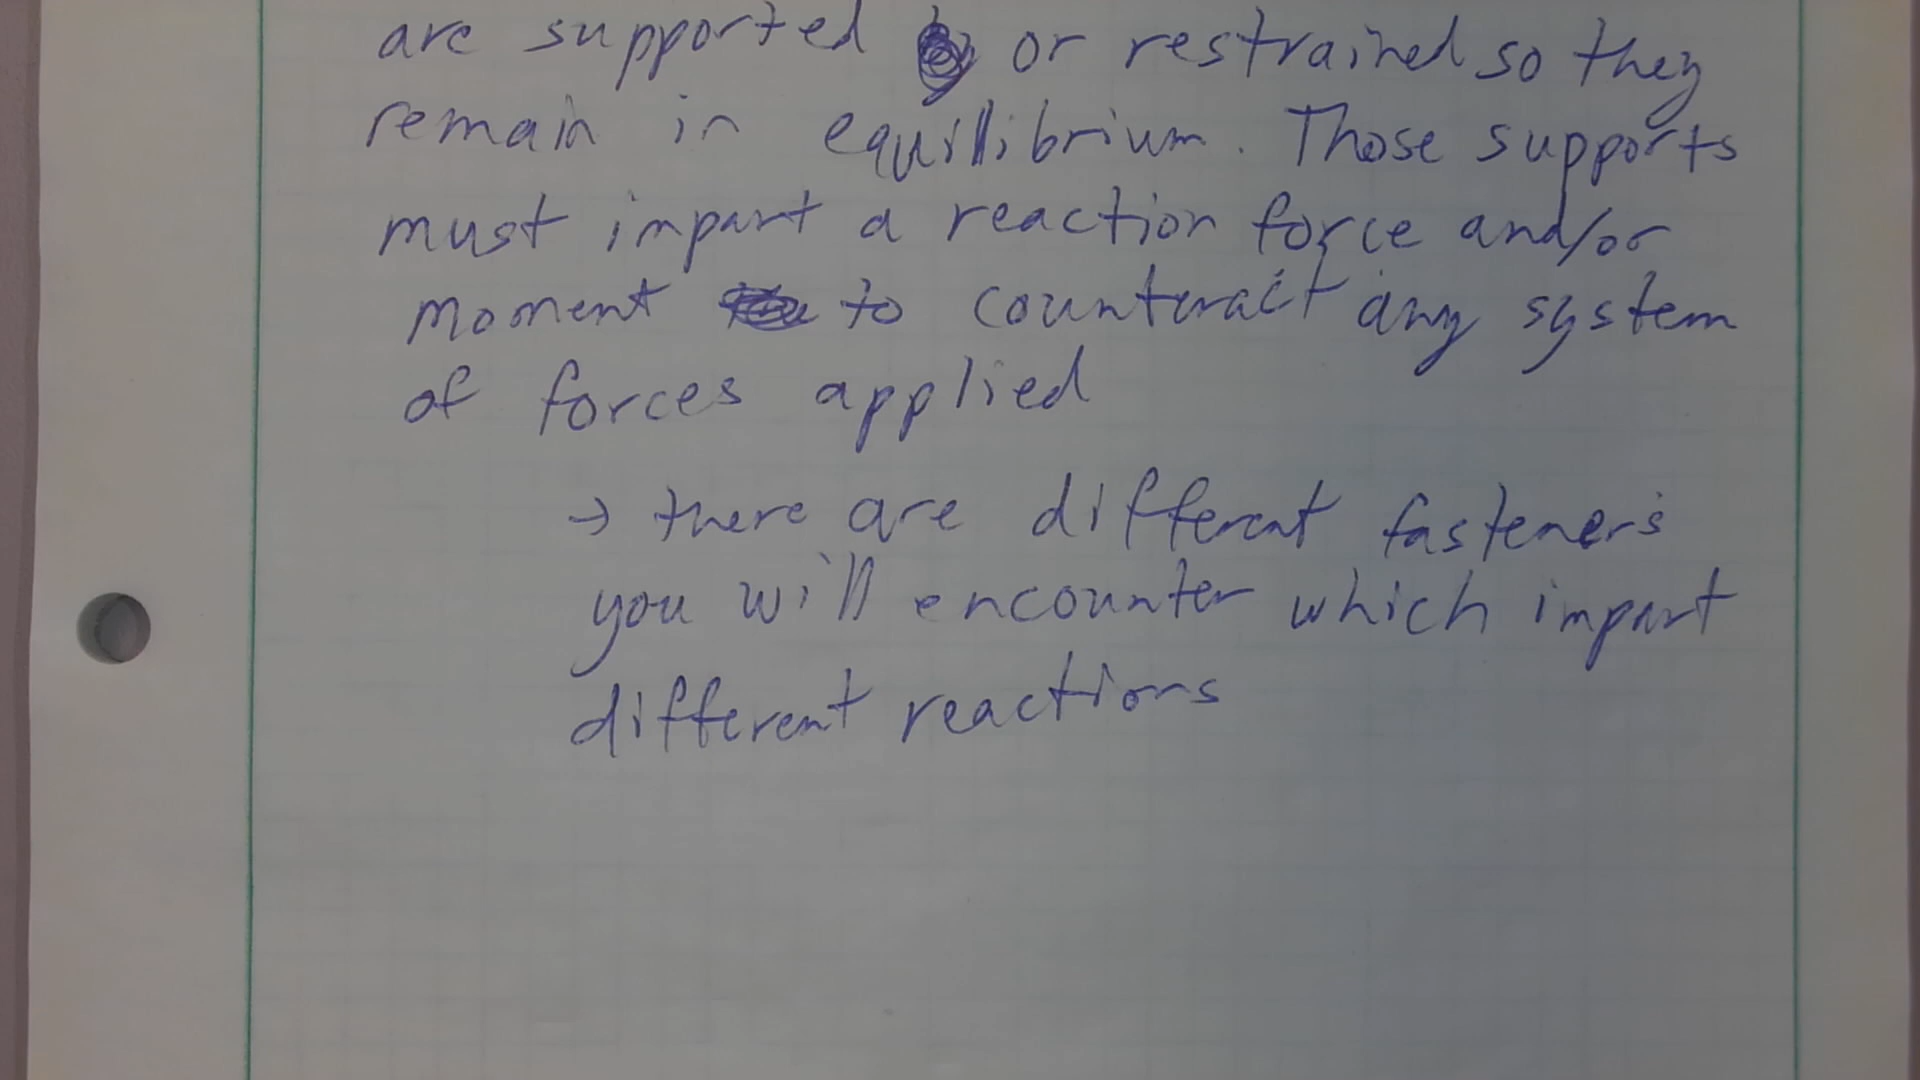 are supported or restrained so they
remain in equillibrium. Those supports
must impart a reaction force and/or
moment to counteract any system
of forces applied
→ there are different fasteners
you will encounter which impart
different reactions